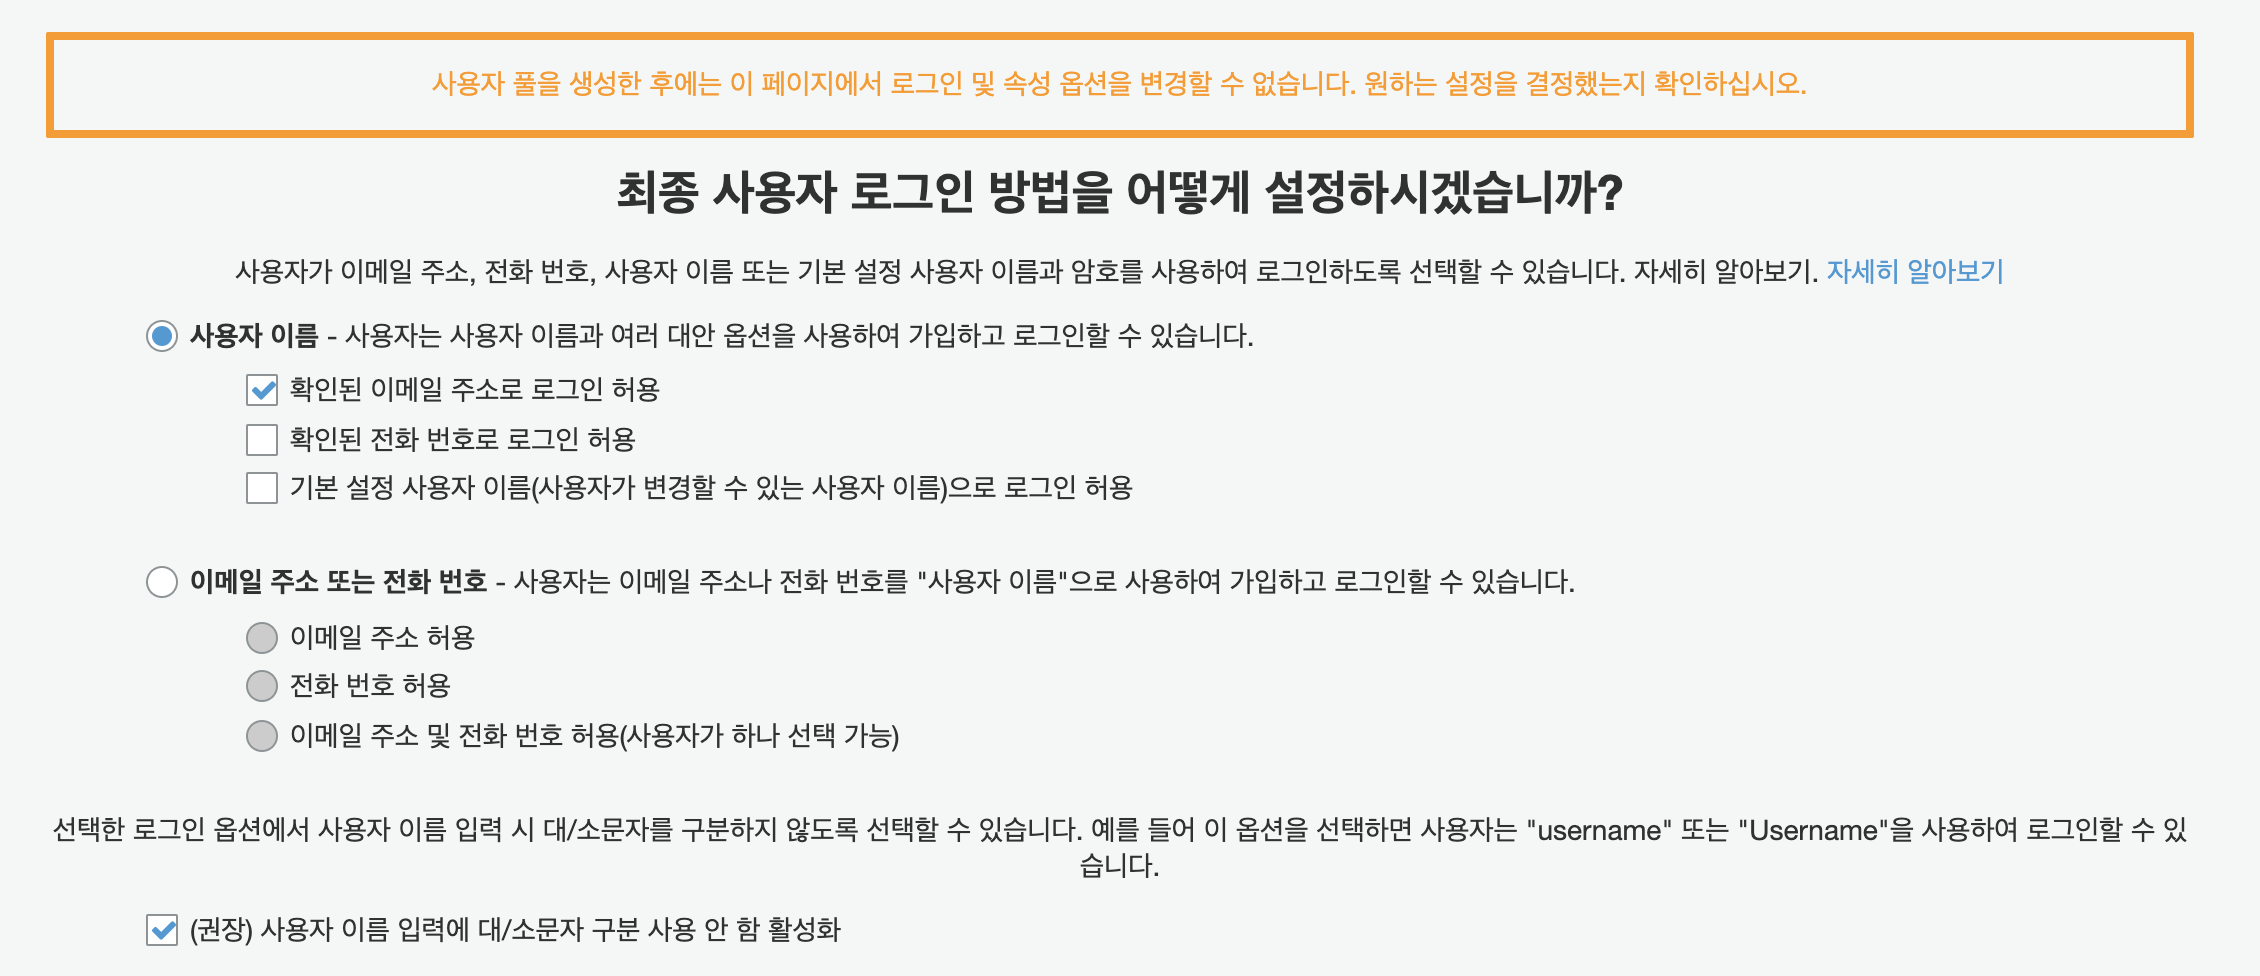 사용자 풀을 생성한 후에는 이 페이지에서 로그인 및 속성 옵션을 변경할 수 없습니다. 원하는 설정을 결정했는지 확인하십시오.
최종 사용자 로그인 방법을 어떻게 설정하시겠습니까?
사용자가 이메일 주소, 전화 번호, 사용자 이름 또는 기본 설정 사용자 이름과 암호를 사용하여 로그인하도록 선택할 수 있습니다. 자세히 알아보기. 자세히 알아보기
사용자 이름 - 사용자는 사용자 이름과 여러 대안 옵션을 사용하여 가입하고 로그인할 수 있습니다.
확인된 이메일 주소로 로그인 허용
확인된 전화 번호로 로그인 허용
기본 설정 사용자 이름(사용자가 변경할 수 있는 사용자 이름)으로 로그인 허용
이메일 주소 또는 전화 번호 - 사용자는 이메일 주소나 전화 번호를 "사용자 이름"으로 사용하여 가입하고 로그인할 수 있습니다.
이메일 주소 허용
전화 번호 허용
이메일 주소 및 전화 번호 허용(사용자가 하나 선택 가능)
선택한 로그인 옵션에서 사용자 이름 입력 시 대/소문자를 구분하지 않도록 선택할 수 있습니다. 예를 들어 이 옵션을 선택하면 사용자는 "username" 또는 "Username"을 사용하여 로그인할 수 있
습니다.
(권장) 사용자 이름 입력에 대/소문자 구분 사용 안 함 활성화